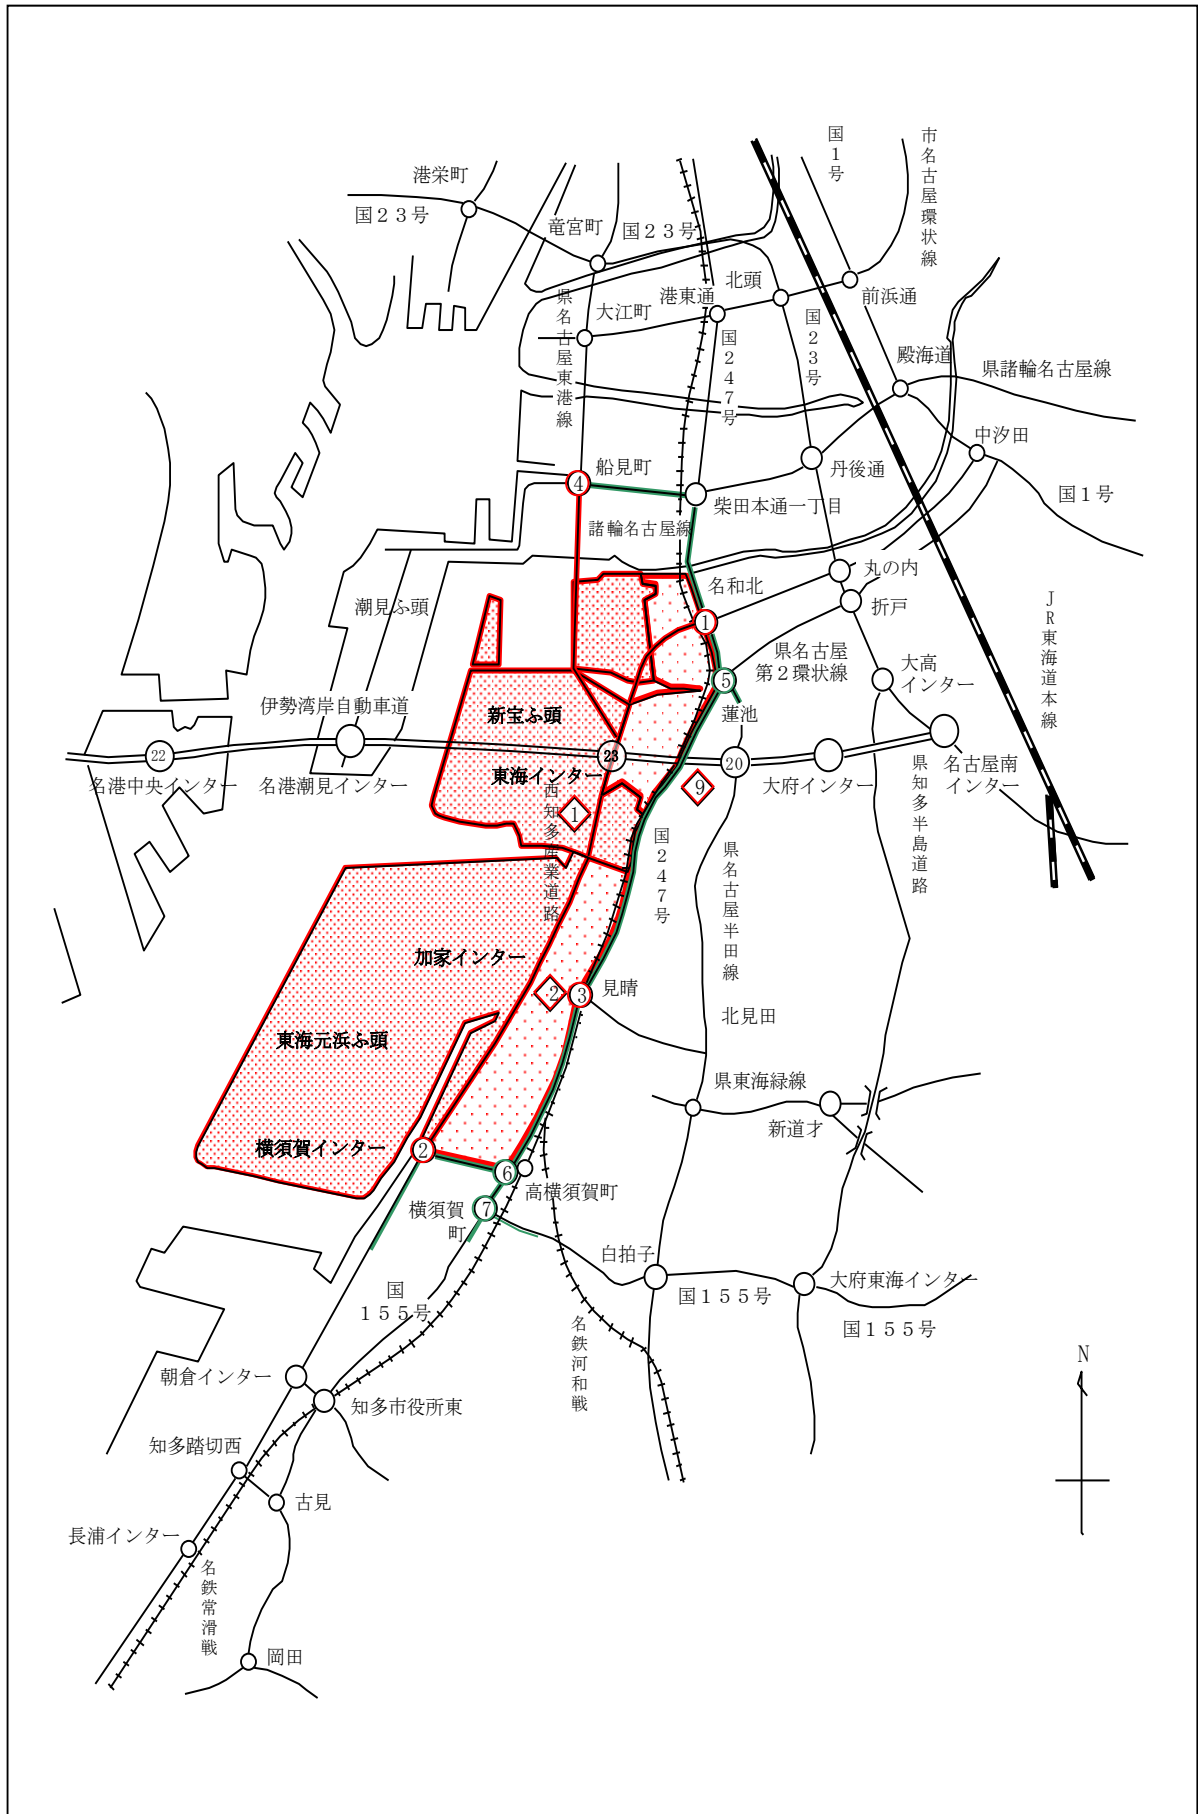 国1号
市名古屋環状線
港栄町
国２３号
竜宮町
国２３号
北頭
港東通
前浜通
県名古屋東港線
大江町
国247号
国23号
殿海道
県諸輪名古屋線
中汐田
船見町
丹後通
国１号
4
柴田本通一丁目
諸輪名古屋線
丸の内
名和北
潮見ふ頭
折戸
JR東海道本線
1
県名古屋
第２環状線
大高
インター
5
伊勢湾岸自動車道
新宝ふ頭
蓮池
22
23
20
名港中央インター
名港潮見インター
東海インター
大府インター
名古屋南
インター
9
西知多産業道路
1
国247号
県名古屋半田線
県知多半島道路
加家インター
2
3
見晴
北見田
東海元浜ふ頭
県東海緑線
新道才
横須賀インター
2
6
高横須賀町
7
横須賀
町
白拍子
国
１５５号
国１５５号
大府東海インター
国１５５号
名鉄河和戦
N
朝倉インター
知多市役所東
知多踏切西
古見
長浦インター
名鉄常滑戦
岡田